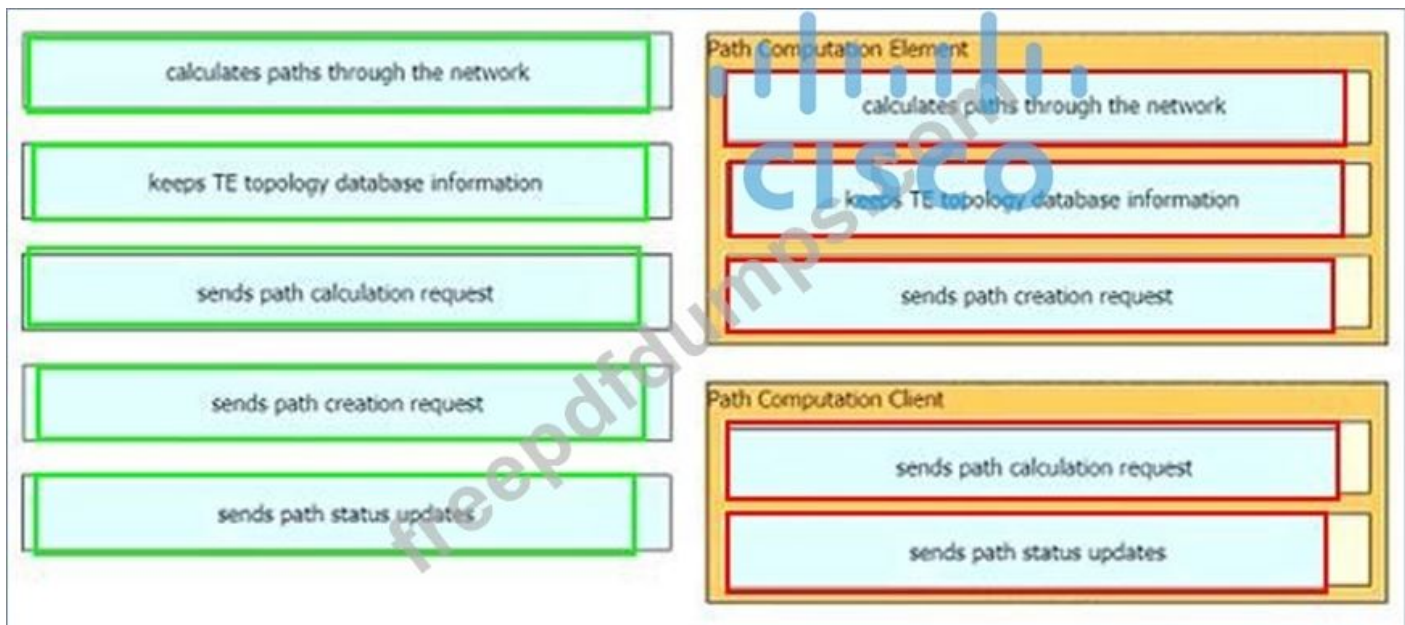 calculates paths through the network
keeps TE topology database information
sends path calculation request
sends path creation request
sends path status updates
Path Computation Element
calculates paths through the network
keeps TE topology database information
sends path creation request
Path Computation Client
sends path calculation request
sends path status updates
cisco
freepdfdumps.com